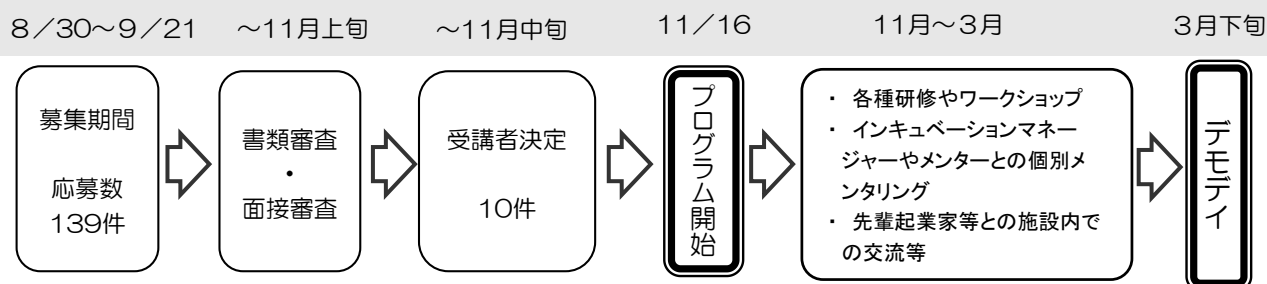 8／30～9／21
～11月上旬
～11月中旬
11／16
11月～3月
3月下旬
募集期間
応募数
139件
書類審査
・
面接審査
受講者決定
10件
プログラム開始
・ 各種研修やワークショップ
・ インキュベーションマネー
ジャーやメンターとの個別メ
ンタリング
・ 先輩起業家等との施設内で
の交流等
デモデイ